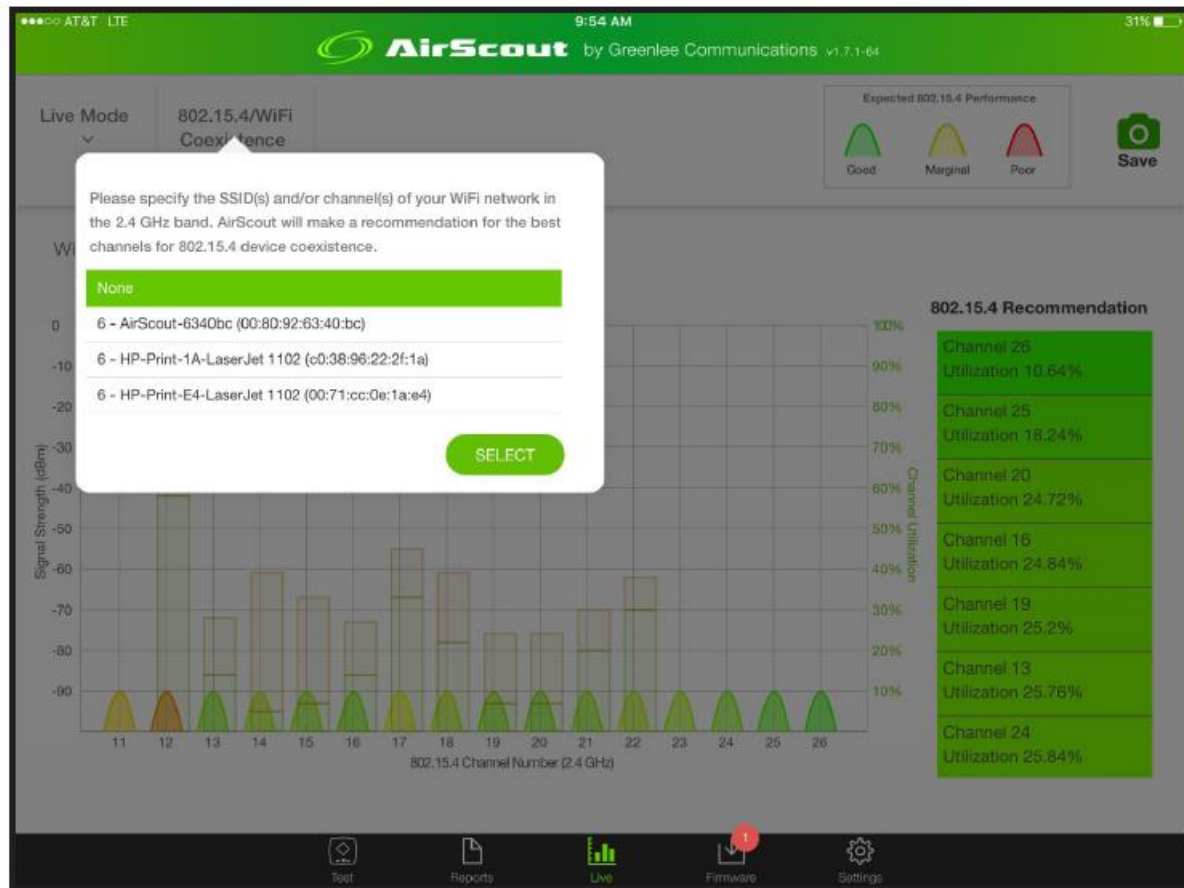 AT&T LTE
9:54 AM
31%
AirScout by Greenlee Communications v1.7.1-64
Live Mode
802.15.4/WiFi
Coexistence
Expected 802.15.4 Performance
Good Marginal Poor
Save
Please specify the SSID(s) and/or channel(s) of your WiFi network in
the 2.4 GHz band. AirScout will make a recommendation for the best
channels for 802.15.4 device coexistence.
None
6 - AirScout-6340bc (00:80:92:63:40:bc)
6 - HP-Print-1A-LaserJet 1102 (c0:38:96:22:2f:1a)
6 - HP-Print-E4-LaserJet 1102 (00:71:cc:0e:1a:e4)
SELECT
Wi
Signal Strength (dBm)
0
-10
-20
-30
-40
-50
-60
-70
-80
-90
11 12 13 14 15 16 17 18 19 20 21 22 23 24 25 26
802.15.4 Channel Number (2.4 GHz)
100%
90%
80%
70%
60%
50%
40%
30%
20%
10%
Channel Utilization
802.15.4 Recommendation
Channel 26
Utilization 10.64%
Channel 25
Utilization 18.24%
Channel 20
Utilization 24.72%
Channel 16
Utilization 24.84%
Channel 19
Utilization 25.2%
Channel 13
Utilization 25.76%
Channel 24
Utilization 25.84%
Test
Reports
Live
1
Firmware
Settings